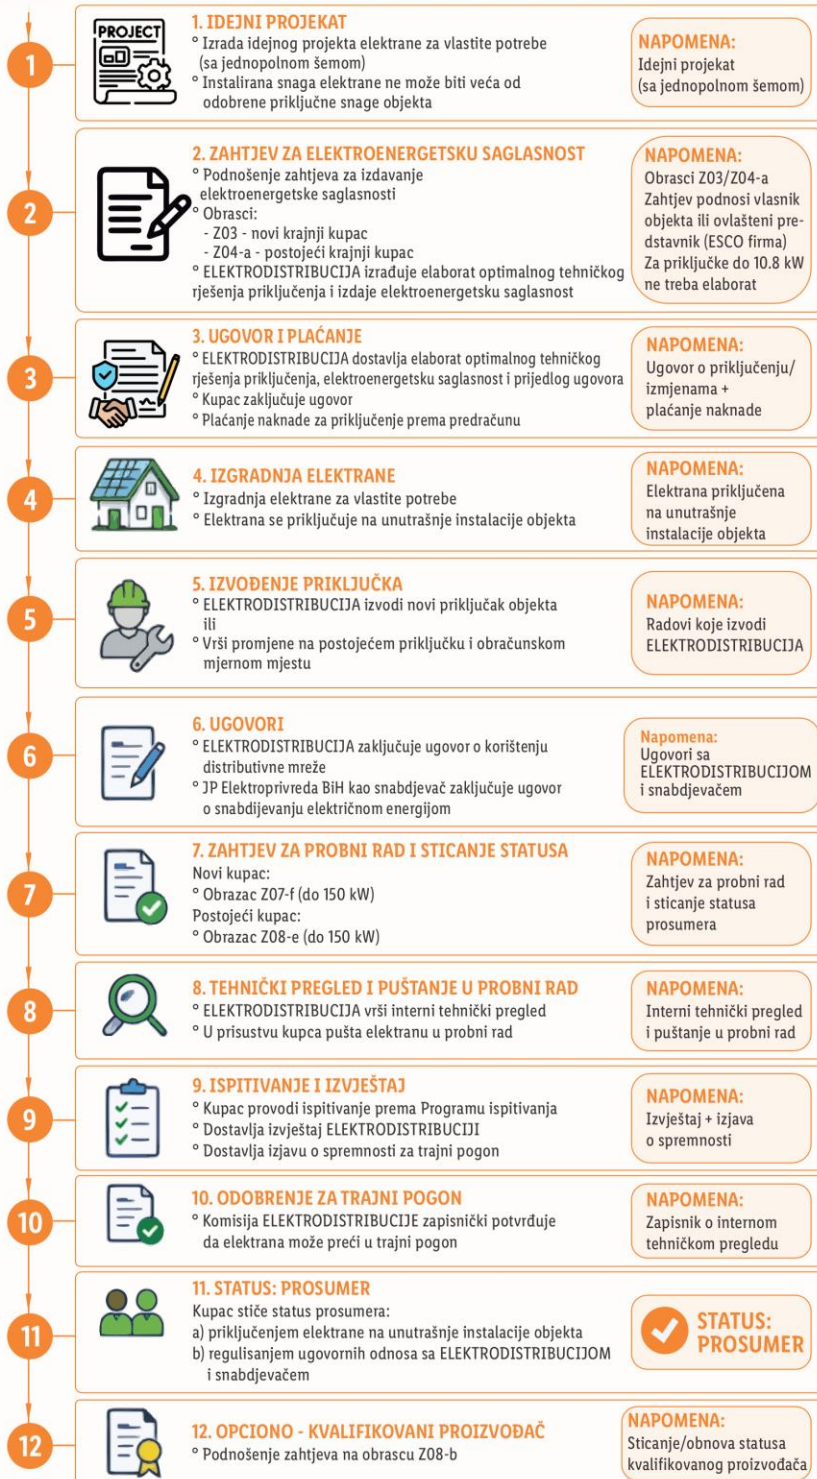 1
PROJECT
1. IDEJNI PROJEKAT
° Izrada idejnog projekta elektrane za vlastite potrebe
(sa jednopolnom šemom)
° Instalirana snaga elektrane ne može biti veća od
odobrene priključne snage objekta
NAPOMENA:
Idejni projekat
(sa jednopolnom šemom)
2
2. ZAHTJEV ZA ELEKTROENERGETSKU SAGLASNOST
° Podnošenje zahtjeva za izdavanje
elektroenergetske saglasnosti
° Obrasci:
- Z03 - novi krajnji kupac
- Z04-a - postojeći krajnji kupac
° ELEKTRODISTRIBUCIJA izrađuje elaborat optimalnog tehničkog
rješenja priključenja i izdaje elektroenergetsku saglasnost
NAPOMENA:
Obrasci Z03/Z04-a
Zahtjev podnosi vlasnik
objekta ili ovlašteni pre-
dstavnik (ESCO firma)
Za priključke do 10.8 kW
ne treba elaborat
3
3. UGOVOR I PLAĆANJE
° ELEKTRODISTRIBUCIJA dostavlja elaborat optimalnog tehničkog
rješenja priključenja, elektroenergetsku saglasnost i prijedlog ugovora
° Kupac zaključuje ugovor
° Plaćanje naknade za priključenje prema predračunu
NAPOMENA:
Ugovor o priključenju/
izmjenama +
plaćanje naknade
4
4. IZGRADNJA ELEKTRANE
° Izgradnja elektrane za vlastite potrebe
° Elektrana se priključuje na unutrašnje instalacije objekta
NAPOMENA:
Elektrana priključena
na unutrašnje
instalacije objekta
5
5. IZVOĐENJE PRIKLJUČKA
° ELEKTRODISTRIBUCIJA izvodi novi priključak objekta
ili
° Vrši promjene na postojećem priključku i obračunskom
mjernom mjestu
NAPOMENA:
Radovi koje izvodi
ELEKTRODISTRIBUCIJA
6
6. UGOVORI
° ELEKTRODISTRIBUCIJA zaključuje ugovor o korištenju
distributivne mreže
° JP Elektroprivreda BiH kao snabdjevač zaključuje ugovor
o snabdijevanju električnom energijom
Napomena:
Ugovori sa
ELEKTRODISTRIBUCIJOM
i snabdjevačem
7
7. ZAHTJEV ZA PROBNI RAD I STICANJE STATUSA
Novi kupac:
° Obrazac Z07-f (do 150 kW)
Postojeći kupac:
° Obrazac Z08-e (do 150 kW)
NAPOMENA:
Zahtjev za probni rad
i sticanje statusa
prosumera
8
8. TEHNIČKI PREGLED I PUŠTANJE U PROBNI RAD
° ELEKTRODISTRIBUCIJA vrši interni tehnički pregled
° U prisustvu kupca pušta elektranu u probni rad
NAPOMENA:
Interni tehnički pregled
i puštanje u probni rad
9
9. ISPITIVANJE I IZVJEŠTAJ
° Kupac provodi ispitivanje prema Programu ispitivanja
° Dostavlja izvještaj ELEKTRODISTRIBUCIJI
° Dostavlja izjavu o spremnosti za trajni pogon
NAPOMENA:
Izvještaj + izjava
o spremnosti
10
10. ODOBRENJE ZA TRAJNI POGON
° Komisija ELEKTRODISTRIBUCIJE zapisnički potvrđuje
da elektrana može preći u trajni pogon
NAPOMENA:
Zapisnik o internom
tehničkom pregledu
11
11. STATUS: PROSUMER
Kupac stiče status prosumera:
a) priključenjem elektrane na unutrašnje instalacije objekta
b) regulisanjem ugovornih odnosa sa ELEKTRODISTRIBUCIJOM
i snabdjevačem
STATUS:
PROSUMER
12
12. OPCIONO - KVALIFIKOVANI PROIZVOĐAČ
° Podnošenje zahtjeva na obrascu Z08-b
NAPOMENA:
Sticanje/obnova statusa
kvalifikovanog proizvođača